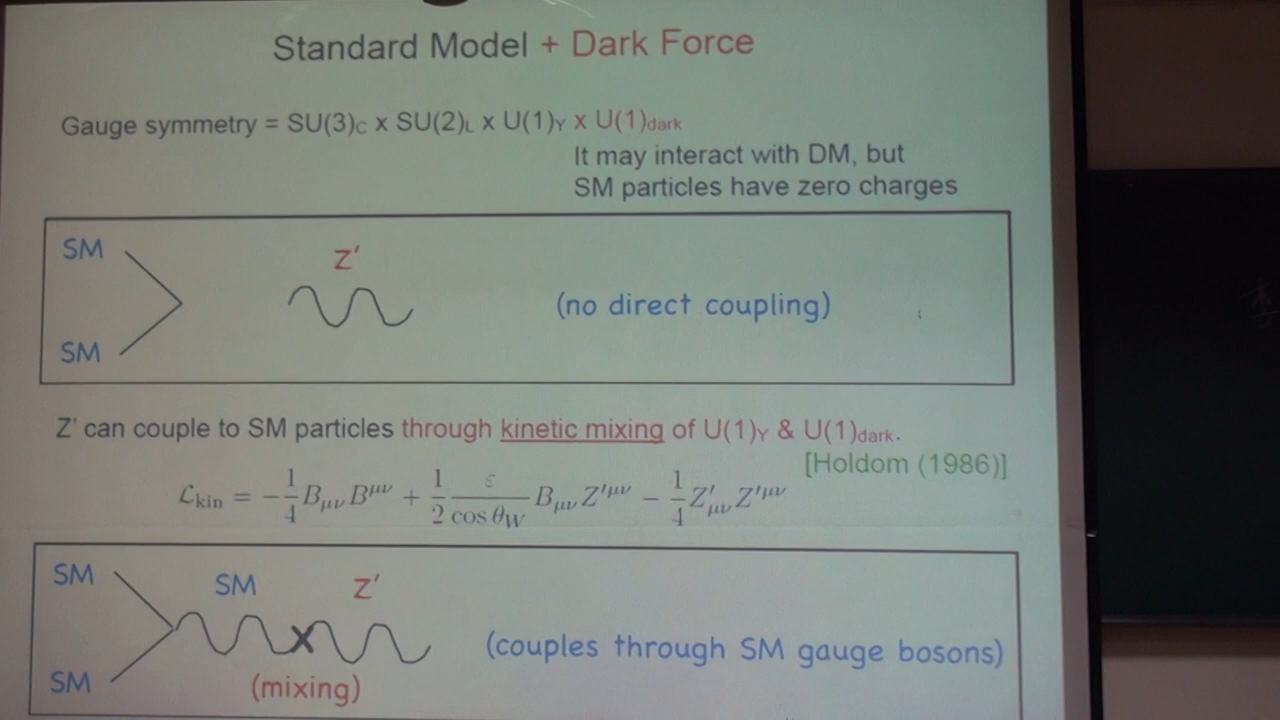 Standard Model + Dark Force
Gauge symmetry = SU(3)C x SU(2)L x U(1)Y x U(1)dark
It may interact with DM, but
SM particles have zero charges
SM
Z′
(no direct coupling)
SM
Z′ can couple to SM particles through kinetic mixing of U(1)Y & U(1)dark.
[Holdom (1986)]
ℒkin = −1/4 BμνB^μν + 1/2 ε/cos θW BμνZ′^μν − 1/4 Z′μνZ′^μν
SM
SM
Z′
x
(couples through SM gauge bosons)
SM
(mixing)